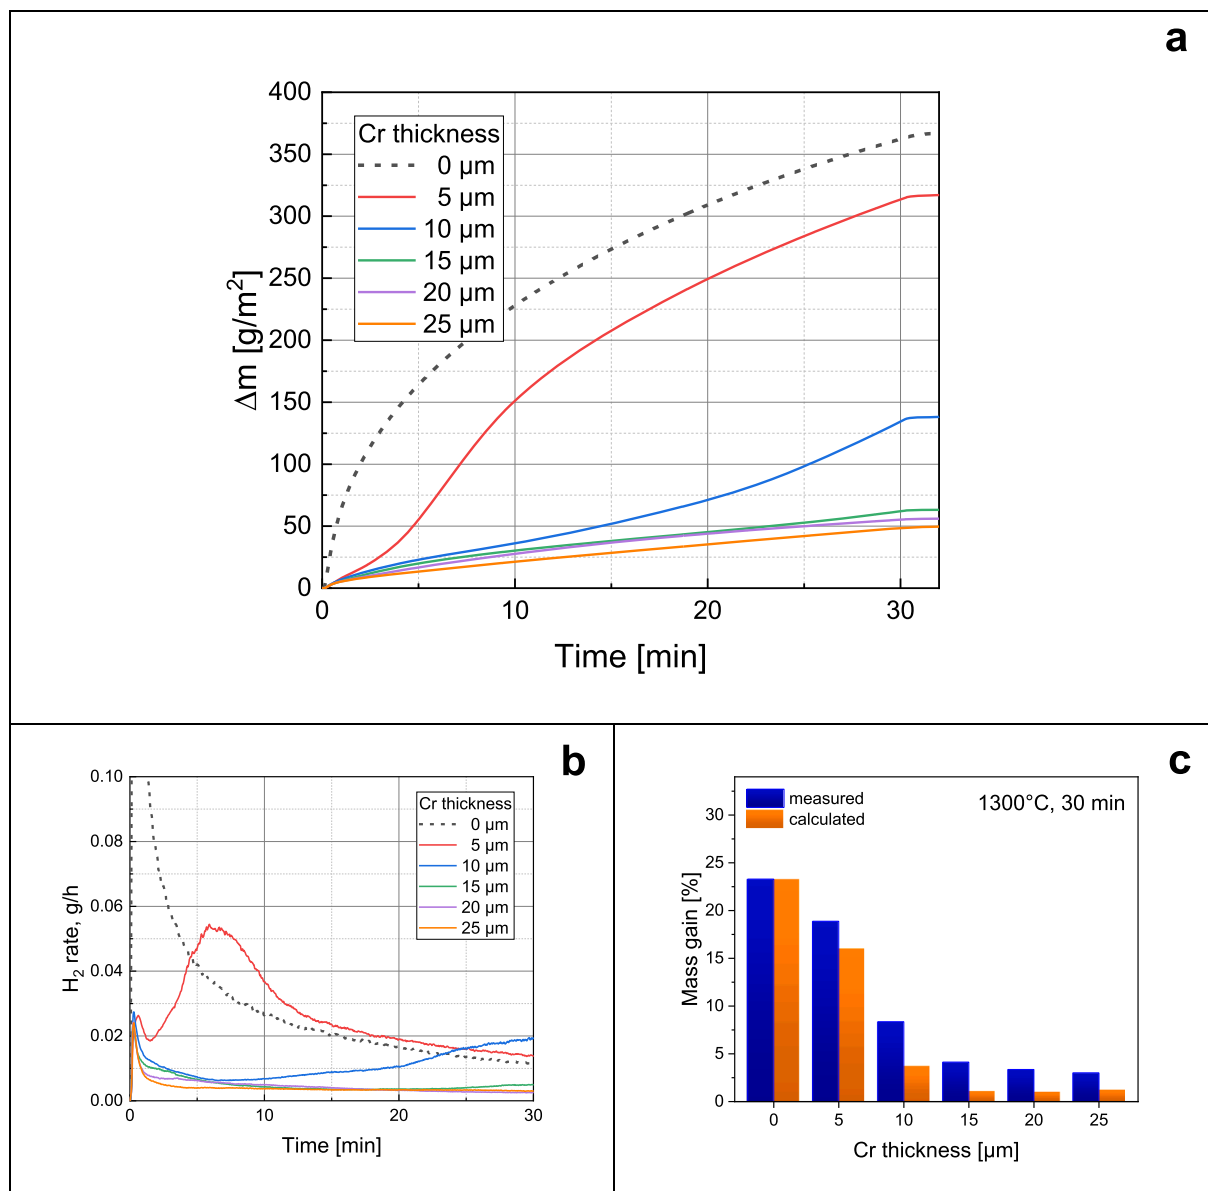 a
400
350
300
250
200
150
100
50
0
Δm [g/m²]
Cr thickness
0 µm
5 µm
10 µm
15 µm
20 µm
25 µm
0
10
20
30
Time [min]
b
0.10
0.08
0.06
0.04
0.02
0.00
H₂ rate, g/h
Cr thickness
0 µm
5 µm
10 µm
15 µm
20 µm
25 µm
0
10
20
30
Time [min]
c
30
25
20
15
10
5
0
Mass gain [%]
measured
calculated
1300°C, 30 min
0
5
10
15
20
25
Cr thickness [µm]